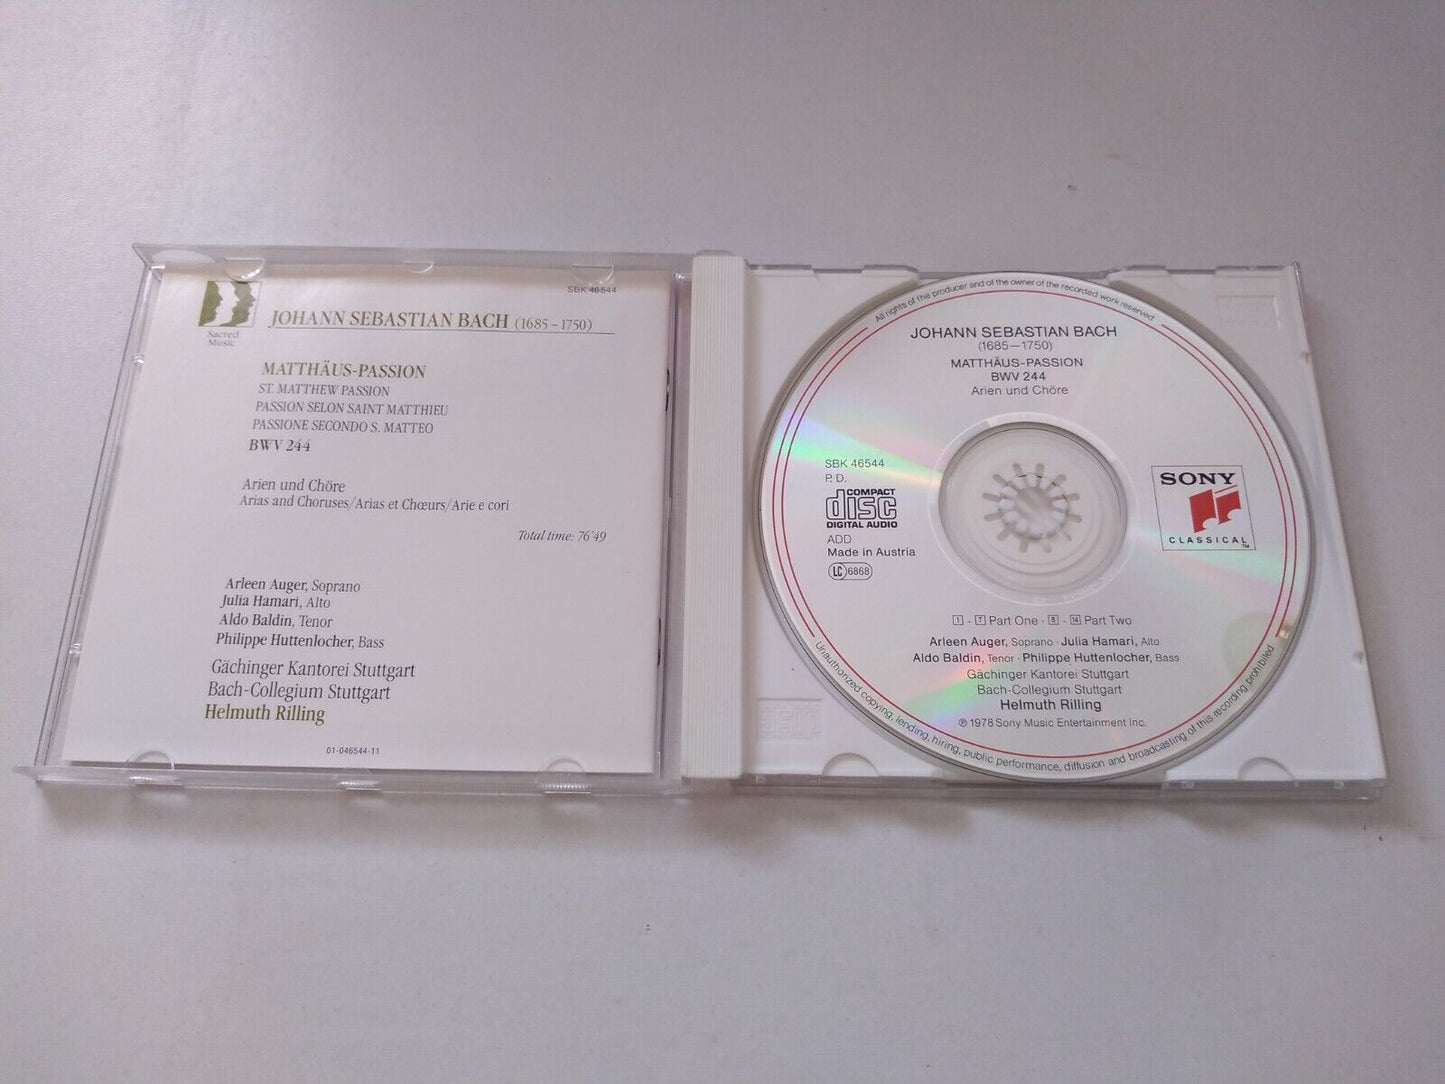 SBK 46544
Sacred
Music
JOHANN SEBASTIAN BACH (1685 – 1750)
MATTHÄUS-PASSION
ST. MATTHEW PASSION
PASSION SELON SAINT MATTHIEU
PASSIONE SECONDO S. MATTEO
BWV 244
Arien und Chöre
Arias and Choruses/Arias et Chœurs/Arie e cori
Total time: 76'49
Arleen Auger, Soprano
Julia Hamari, Alto
Aldo Baldin, Tenor
Philippe Huttenlocher, Bass
Gächinger Kantorei Stuttgart
Bach-Collegium Stuttgart
Helmuth Rilling
01-046544-11
All rights of the producer and of the owner of the recorded work reserved
JOHANN SEBASTIAN BACH
(1685–1750)
MATTHÄUS-PASSION
BWV 244
Arien und Chöre
SBK 46544
P. D.
COMPACT
disc
DIGITAL AUDIO
ADD
Made in Austria
LC 6868
SONY
CLASSICAL™
1 - 7 Part One · 8 - 14 Part Two
Arleen Auger, Soprano · Julia Hamari, Alto
Aldo Baldin, Tenor · Philippe Huttenlocher, Bass
Gächinger Kantorei Stuttgart
Bach-Collegium Stuttgart
Helmuth Rilling
℗ 1978 Sony Music Entertainment Inc.
Unauthorized copying, lending, hiring, public performance, diffusion and broadcasting of this recording prohibited